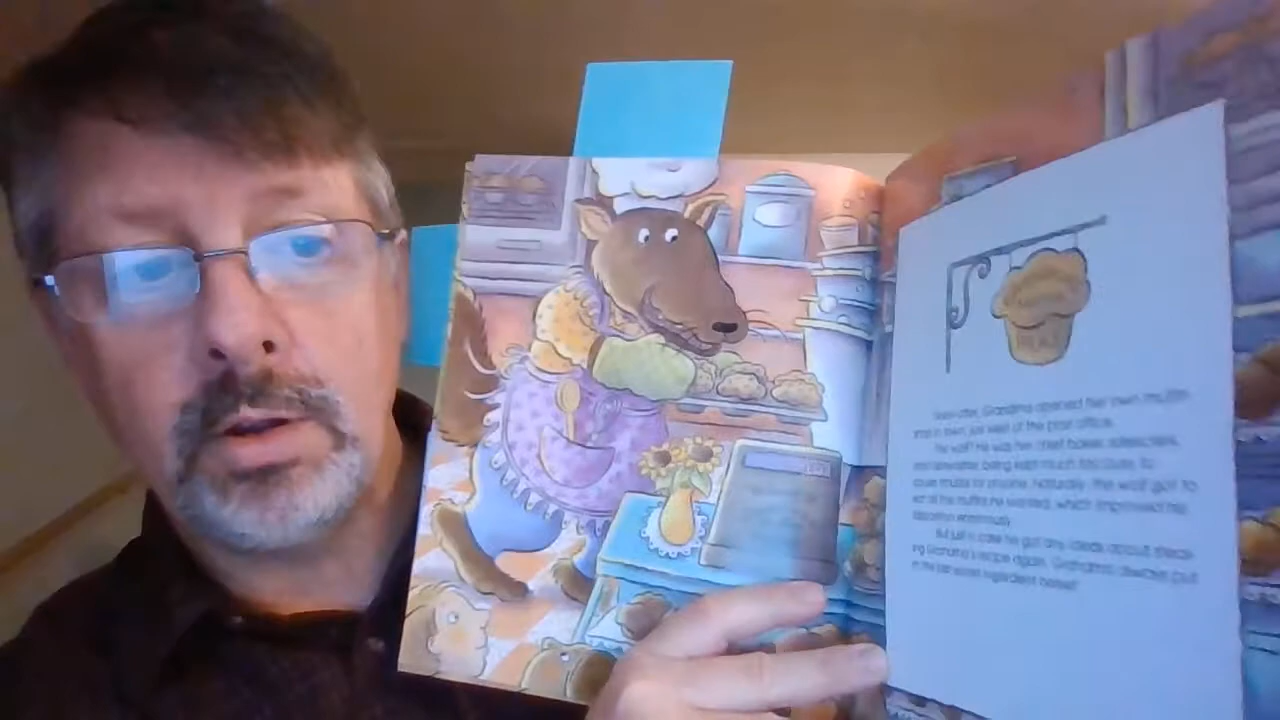 Soon after, Grandma opened her own muffin
shop in town, just west of the post office.
The wolf? He was her chief baker,
and being kept much too busy to
cause trouble for anyone. Naturally, the wolf got to
eat all the muffins he wanted, which improved his
disposition enormously.
But just in case he got any ideas about steal-
ing Grandma's recipe again, Grandma always put
in the last secret ingredient herself!